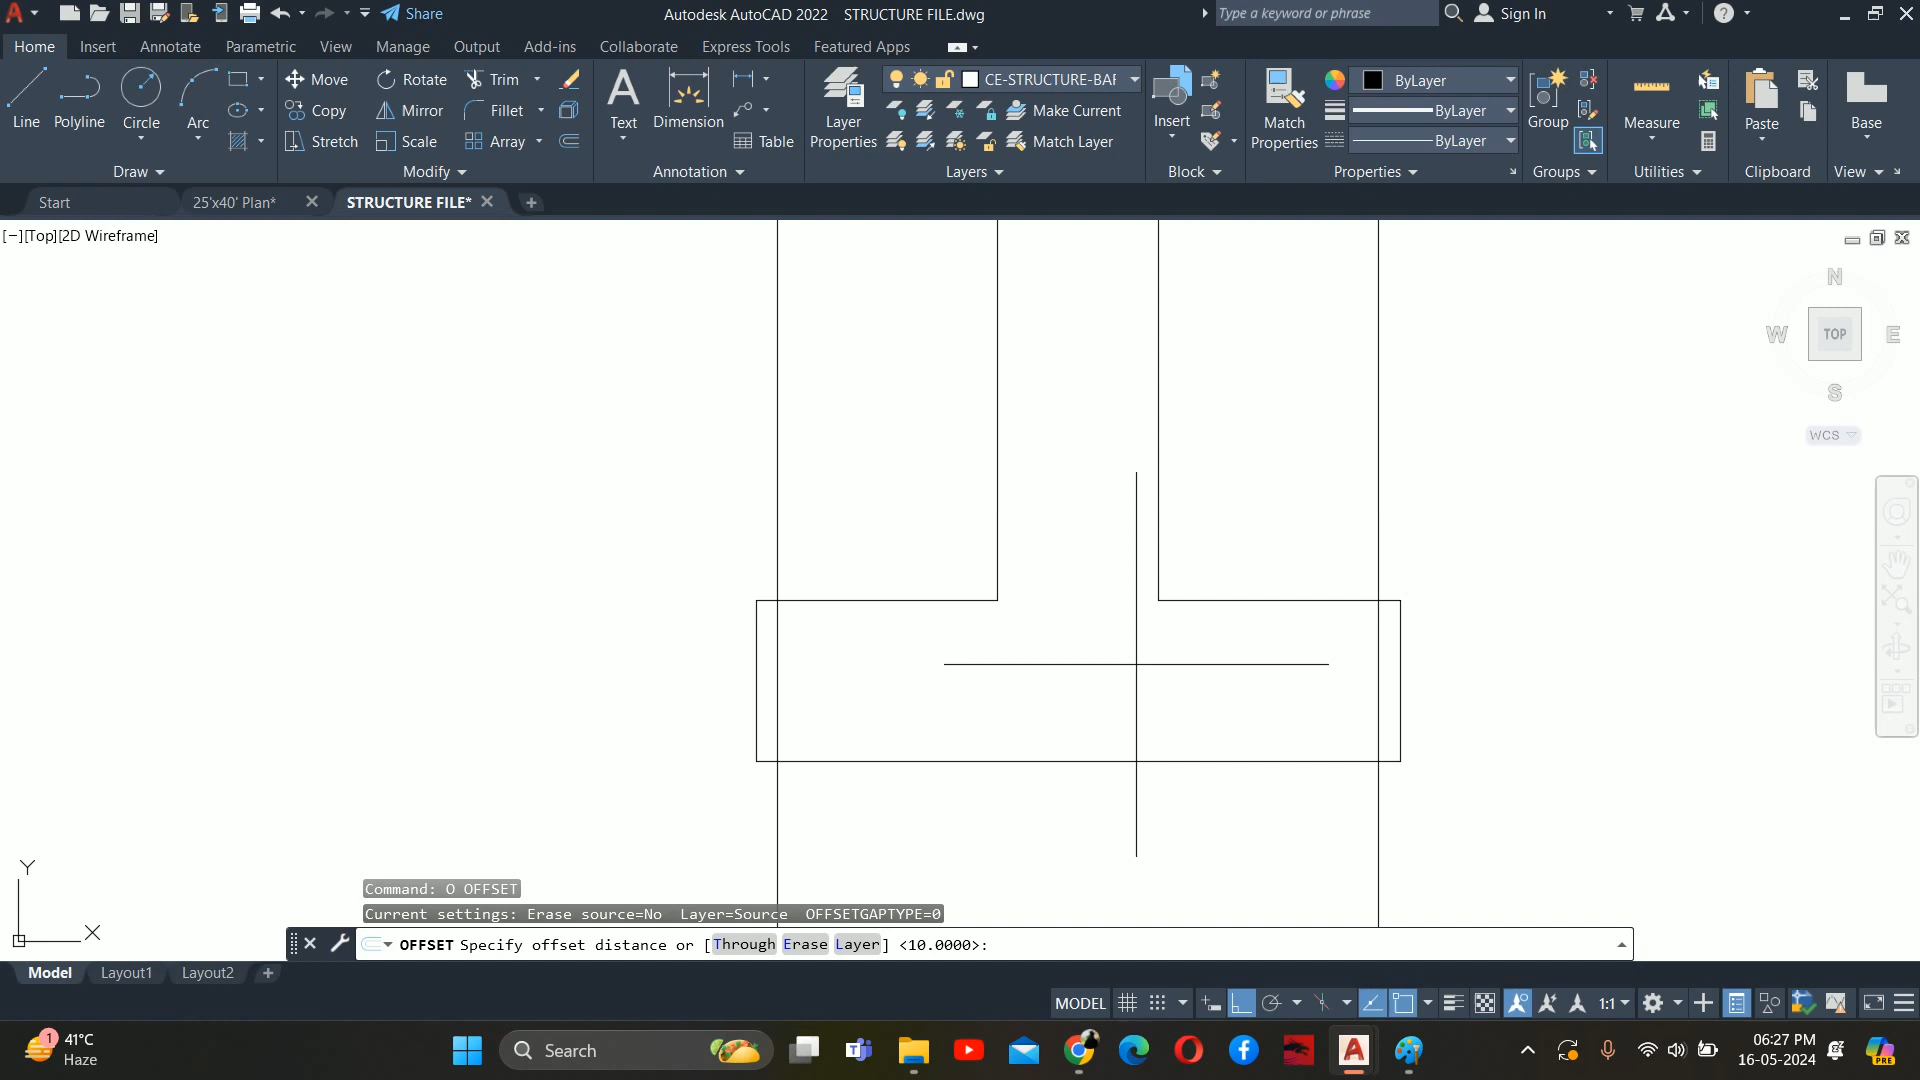 Share
Autodesk AutoCAD 2022 STRUCTURE FILE.dwg
Type a keyword or phrase
Sign In
Home Insert Annotate Parametric View Manage Output Add-ins Collaborate Express Tools Featured Apps
Line
Polyline
Circle
Arc
Move
Copy
Stretch
Rotate
Mirror
Scale
Trim
Fillet
Array
Text
Dimension
Table
Layer
Properties
CE-STRUCTURE-BAR
Make Current
Match Layer
Insert
Match
Properties
ByLayer
ByLayer
ByLayer
Group
Measure
Paste
Base
Draw
Modify
Annotation
Layers
Block
Properties
Groups
Utilities
Clipboard
View
Start
25'x40' Plan*
STRUCTURE FILE*
[−][Top][2D Wireframe]
N
W
TOP
E
S
WCS
Y
X
Command: O OFFSET
Current settings: Erase source=No Layer=Source OFFSETGAPTYPE=0
OFFSET Specify offset distance or [Through Erase Layer] <10.0000>:
Model Layout1 Layout2
MODEL
1:1
1
41°C
Haze
Search
06:27 PM
16-05-2024
PRE